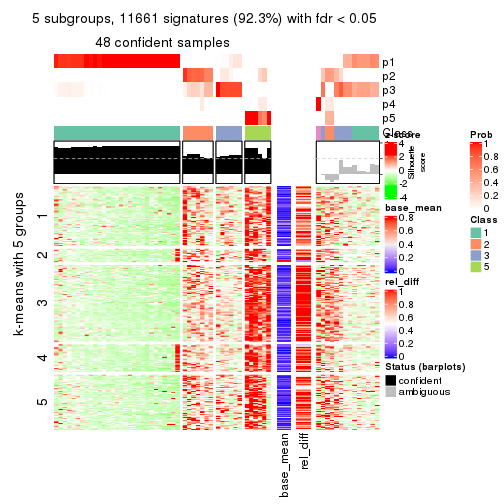 5 subgroups, 11661 signatures (92.3%) with fdr < 0.05
48 confident samples
p1
p2
p3
p4
p5
Class
z-score
4
2
0
-2
-4
Silhouette
score
base_mean
0.8
0.6
0.4
0.2
0
rel_diff
1
0.8
0.6
0.4
0.2
0
Status (barplots)
confident
ambiguous
Prob
1
0.8
0.6
0.4
0.2
0
Class
1
2
3
5
k-means with 5 groups
1
2
3
4
5
base_mean
rel_diff